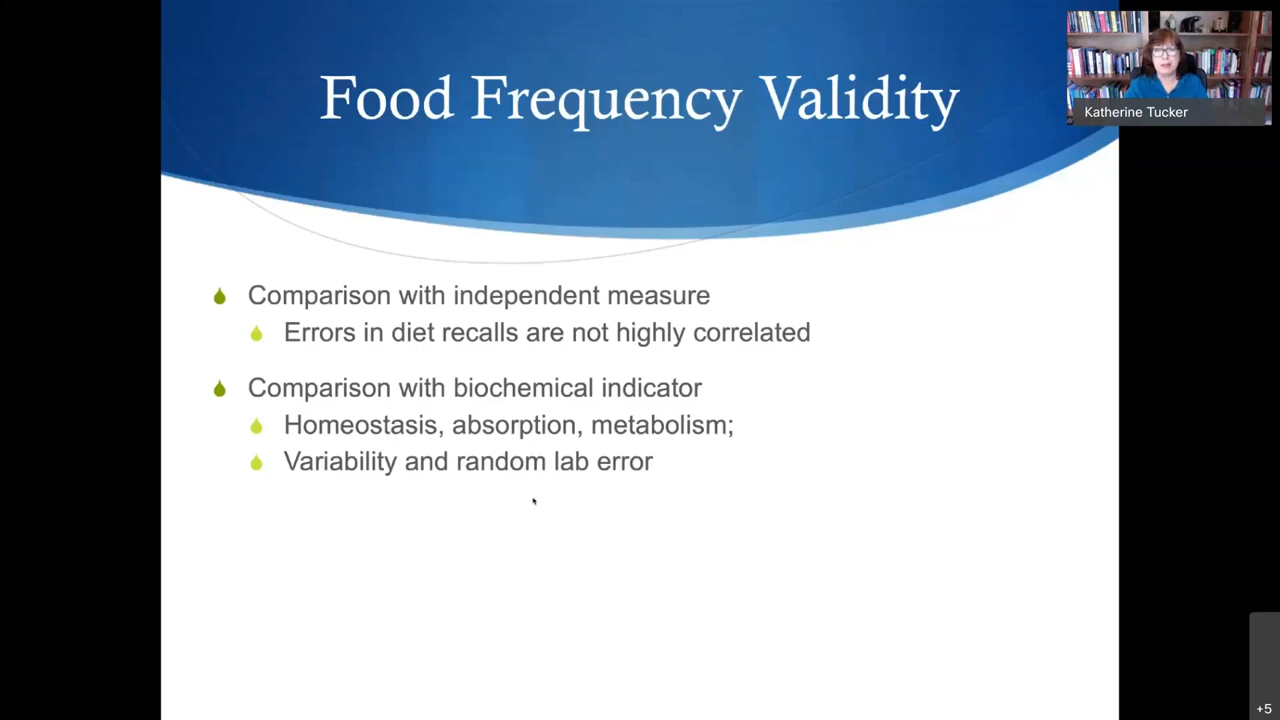 Food Frequency Validity
Katherine Tucker
Comparison with independent measure
Errors in diet recalls are not highly correlated
Comparison with biochemical indicator
Homeostasis, absorption, metabolism;
Variability and random lab error
+5